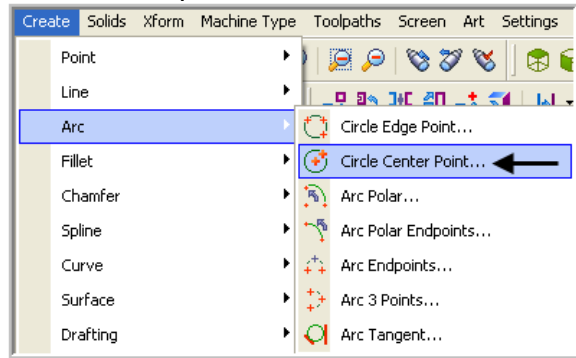 Create Solids Xform Machine Type Toolpaths Screen Art Settings
Point
Line
Arc
Circle Edge Point...
Fillet
Circle Center Point...
Chamfer
Arc Polar...
Spline
Arc Polar Endpoints...
Curve
Arc Endpoints...
Surface
Arc 3 Points...
Drafting
Arc Tangent...